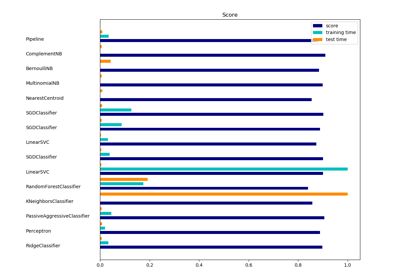 Score
score
training time
test time
Pipeline
ComplementNB
BernoulliNB
MultinomialNB
NearestCentroid
SGDClassifier
SGDClassifier
LinearSVC
SGDClassifier
LinearSVC
RandomForestClassifier
KNeighborsClassifier
PassiveAggressiveClassifier
Perceptron
RidgeClassifier
0.0 0.2 0.4 0.6 0.8 1.0